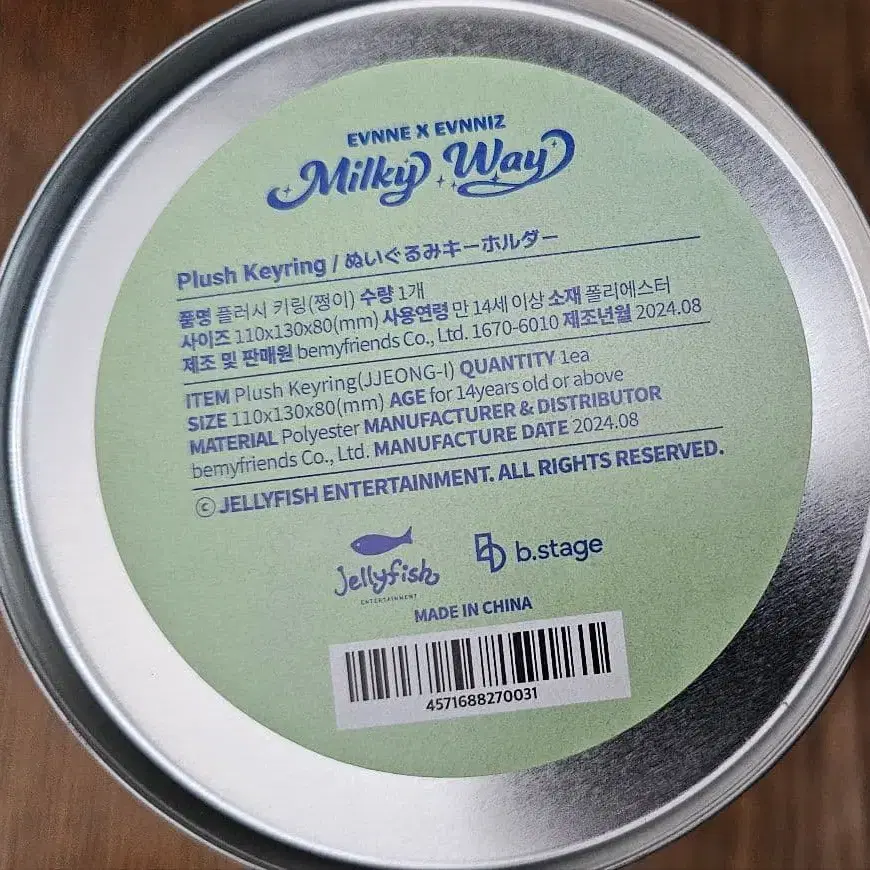 EVNNE X EVNNIZ
Milky Way
Plush Keyring / ぬいぐるみキーホルダー
품명 플러시 키링(쩡이) 수량 1개
사이즈 110x130x80(mm) 사용연령 만 14세 이상 소재 폴리에스터
제조 및 판매원 bemyfriends Co., Ltd. 1670-6010 제조년월 2024.08
ITEM Plush Keyring(JJEONG-I) QUANTITY 1ea
SIZE 110x130x80(mm) AGE for 14years old or above
MATERIAL Polyester MANUFACTURER & DISTRIBUTOR
bemyfriends Co., Ltd. MANUFACTURE DATE 2024.08
ⓒ JELLYFISH ENTERTAINMENT. ALL RIGHTS RESERVED.
Jellyfish
ENTERTAINMENT
b.stage
MADE IN CHINA
4571688270031